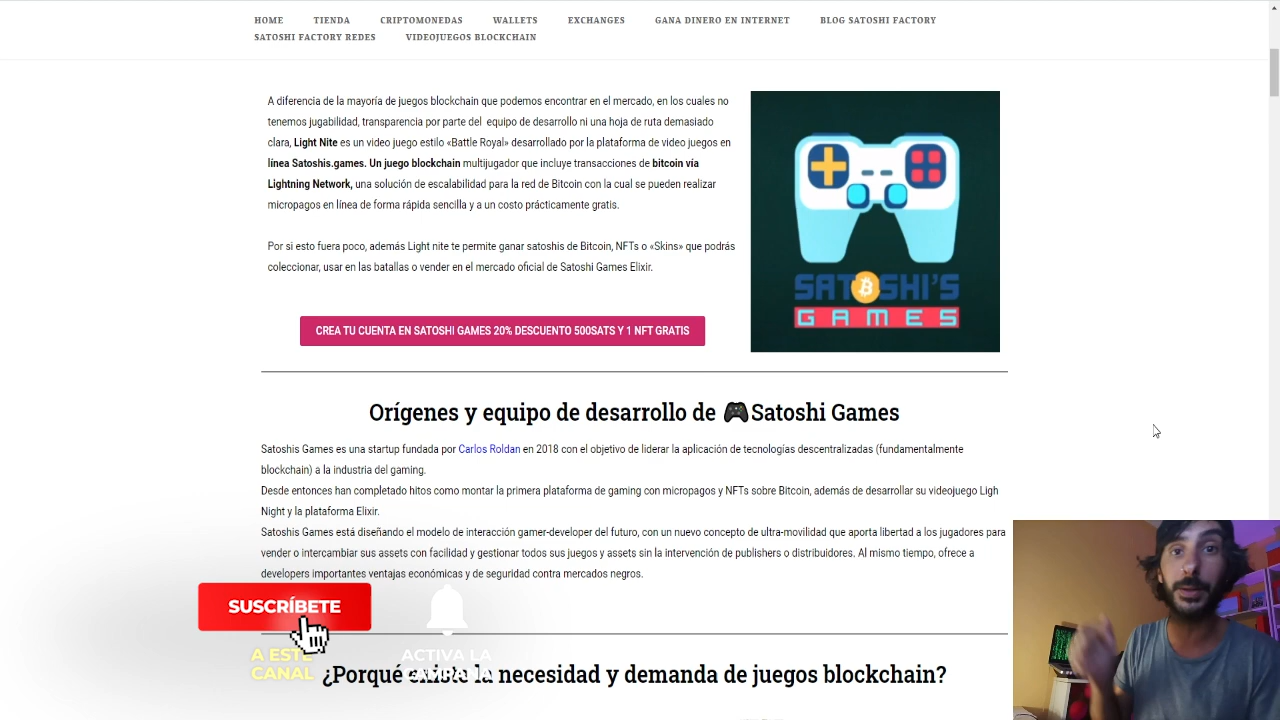 HOME TIENDA CRIPTOMONEDAS WALLETS EXCHANGES GANA DINERO EN INTERNET BLOG SATOSHI FACTORY
SATOSHI FACTORY REDES VIDEOJUEGOS BLOCKCHAIN
A diferencia de la mayoría de juegos blockchain que podemos encontrar en el mercado, en los cuales no
tenemos jugabilidad, transparencia por parte del equipo de desarrollo ni una hoja de ruta demasiado
clara, Light Nite es un video juego estilo «Battle Royal» desarrollado por la plataforma de video juegos en
línea Satoshis.games. Un juego blockchain multijugador que incluye transacciones de bitcoin vía
Lightning Network, una solución de escalabilidad para la red de Bitcoin con la cual se pueden realizar
micropagos en línea de forma rápida sencilla y a un costo prácticamente gratis.
Por si esto fuera poco, además Light nite te permite ganar satoshis de Bitcoin, NFTs o «Skins» que podrás
coleccionar, usar en las batallas o vender en el mercado oficial de Satoshi Games Elixir.
CREA TU CUENTA EN SATOSHI GAMES 20% DESCUENTO 500SATS Y 1 NFT GRATIS
SATOSHI'S
GAMES
Orígenes y equipo de desarrollo de 🎮Satoshi Games
Satoshis Games es una startup fundada por Carlos Roldan en 2018 con el objetivo de liderar la aplicación de tecnologías descentralizadas (fundamentalmente
blockchain) a la industria del gaming.
Desde entonces han completado hitos como montar la primera plataforma de gaming con micropagos y NFTs sobre Bitcoin, además de desarrollar su videojuego Ligh
Night y la plataforma Elixir.
Satoshis Games está diseñando el modelo de interacción gamer-developer del futuro, con un nuevo concepto de ultra-movilidad que aporta libertad a los jugadores para
vender o intercambiar sus assets con facilidad y gestionar todos sus juegos y assets sin la intervención de publishers o distribuidores. Al mismo tiempo, ofrece a
developers importantes ventajas económicas y de seguridad contra mercados negros.
SUSCRÍBETE
A ESTE
CANAL
ACTIVA LA
¿Porqué existe la necesidad y demanda de juegos blockchain?